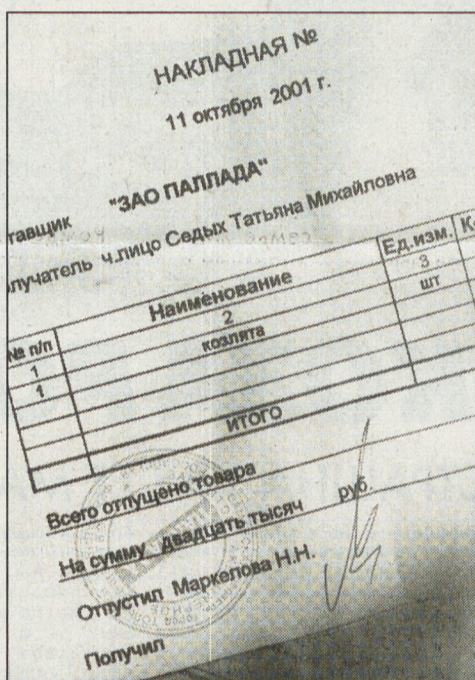 НАКЛАДНАЯ №
11 октября 2001 г.
тавщик "ЗАО ПАЛЛАДА"
олучатель ч.лицо Седых Татьяна Михайловна
№ п/п Наименование Ед.изм. К
1 2 3
1 козлята шт
ИТОГО
Всего отпущено товара
На сумму двадцать тысяч руб.
Отпустил Маркелова Н.Н.
Получил